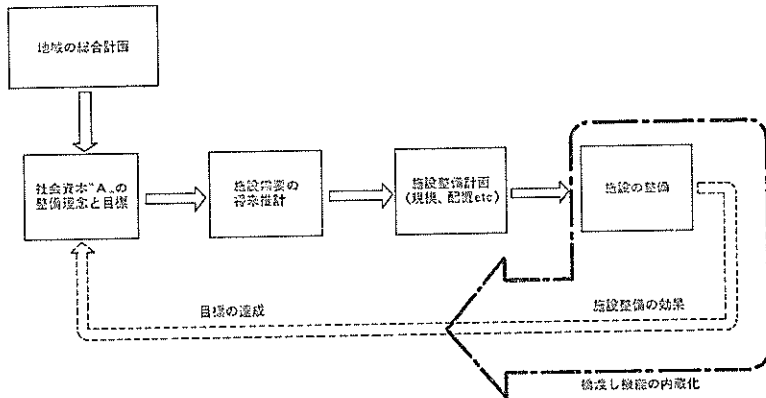 地域の総合計画
社会資本"A"の
整備理念と目標
施設需要の
将来推計
施設整備計画
(規模、配置etc)
施設の整備
目標の達成
施設整備の効果
橋渡し機能の内蔵化